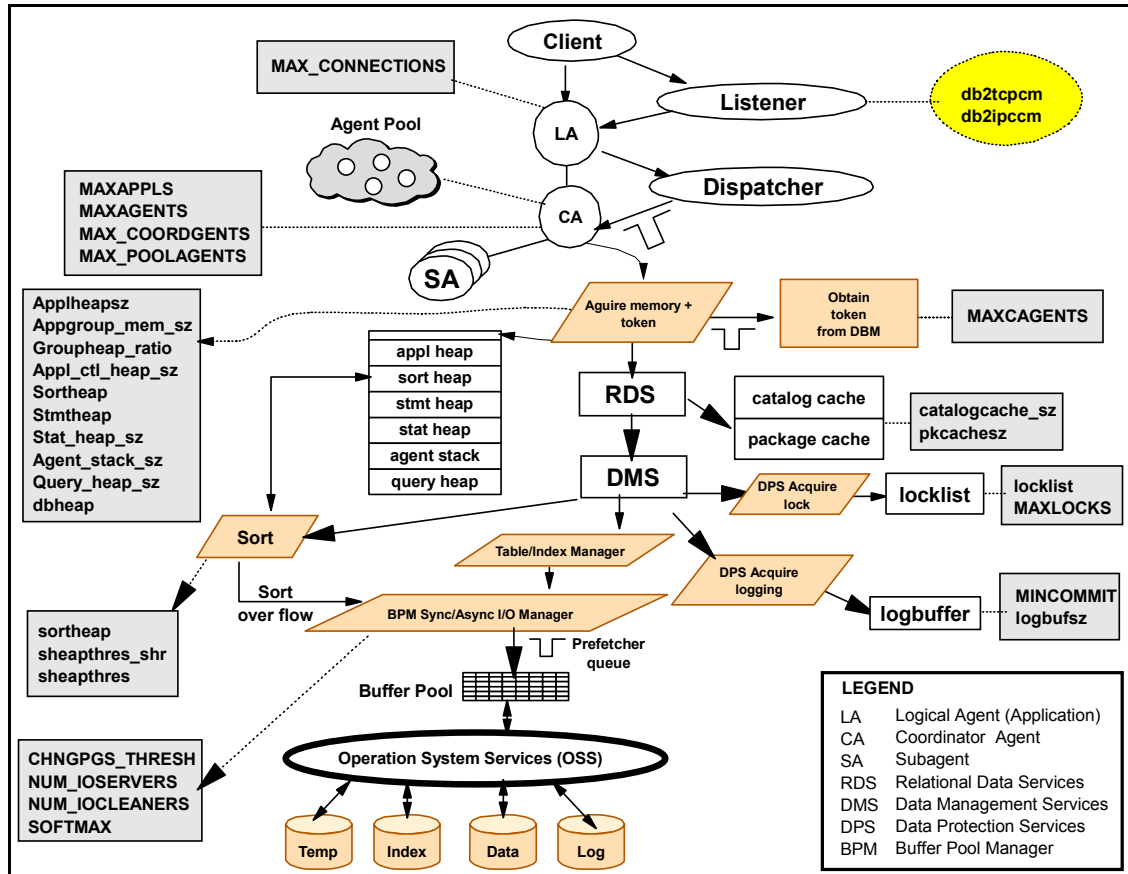 Client
MAX_CONNECTIONS
Listener
db2tcpcm
db2ipccm
LA
Agent Pool
Dispatcher
MAXAPPLS
MAXAGENTS
MAX_COORDGENTS
MAX_POOLAGENTS
CA
SA
Applheapsz
Appgroup_mem_sz
Groupheap_ratio
Appl_ctl_heap_sz
Sortheap
Stmtheap
Stat_heap_sz
Agent_stack_sz
Query_heap_sz
dbheap
Aguire memory +
token
Obtain
token
from DBM
MAXCAGENTS
appl heap
sort heap
stmt heap
stat heap
agent stack
query heap
RDS
catalog cache
package cache
catalogcache_sz
pkcachesz
DMS
DPS Acquire
lock
locklist
locklist
MAXLOCKS
Sort
Table/Index Manager
DPS Acquire
logging
Sort
over flow
BPM Sync/Async I/O Manager
logbuffer
MINCOMMIT
logbufsz
sortheap
sheapthres_shr
sheapthres
Prefetcher
queue
Buffer Pool
Operation System Services (OSS)
CHNGPGS_THRESH
NUM_IOSERVERS
NUM_IOCLEANERS
SOFTMAX
Temp
Index
Data
Log
LEGEND
LA Logical Agent (Application)
CA Coordinator Agent
SA Subagent
RDS Relational Data Services
DMS Data Management Services
DPS Data Protection Services
BPM Buffer Pool Manager